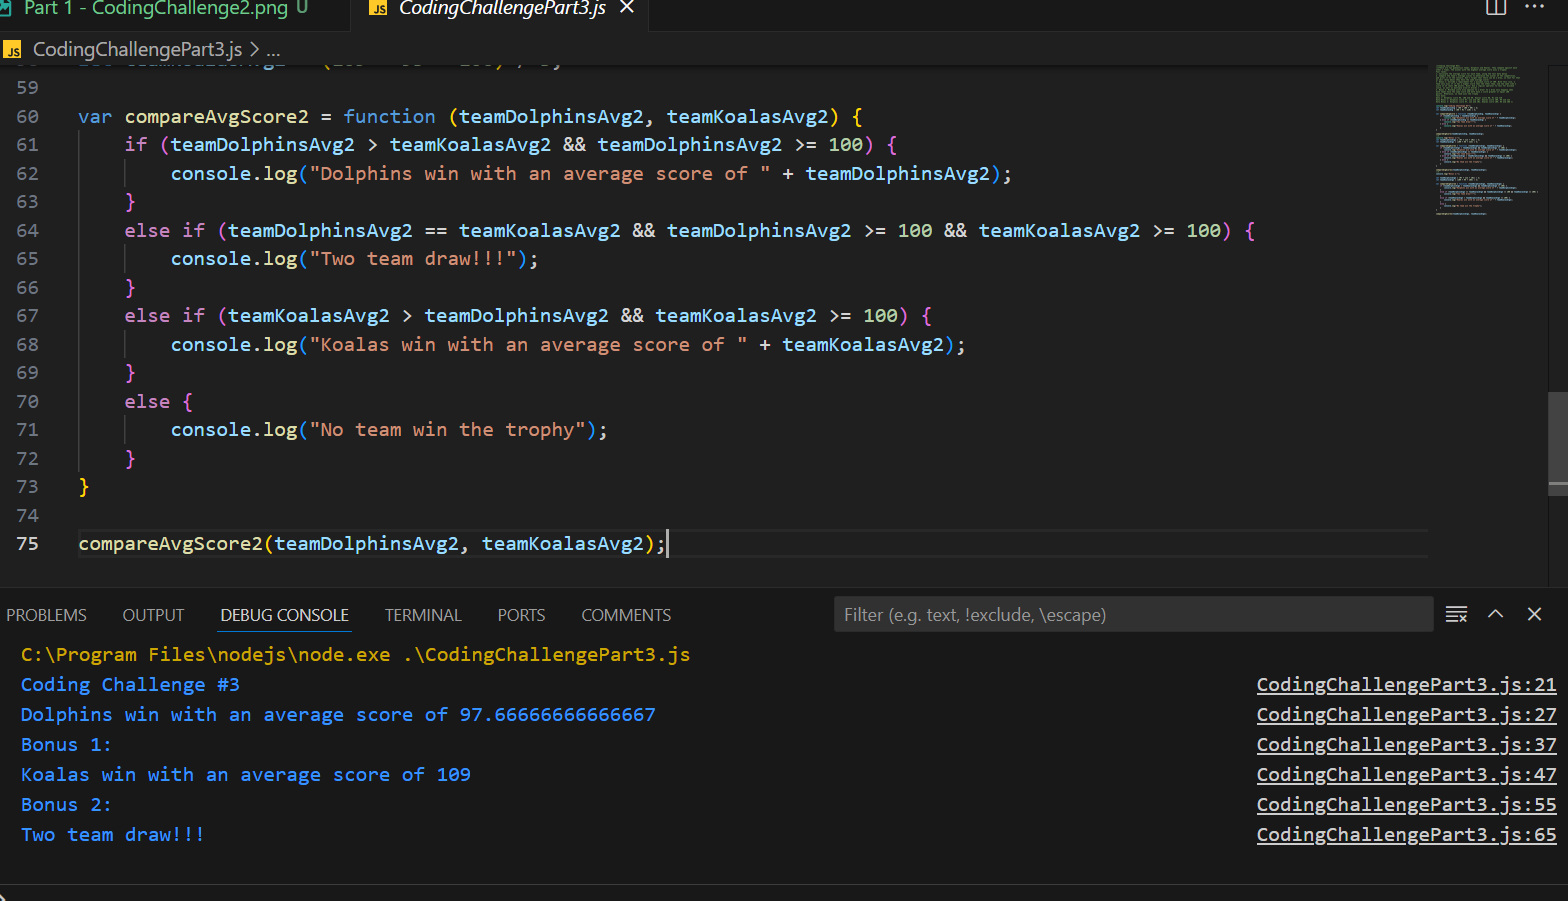 Part 1 - CodingChallenge2.png U
JS CodingChallengePart3.js
JS CodingChallengePart3.js > ...
59
60 var compareAvgScore2 = function (teamDolphinsAvg2, teamKoalasAvg2) {
61 if (teamDolphinsAvg2 > teamKoalasAvg2 && teamDolphinsAvg2 >= 100) {
62 console.log("Dolphins win with an average score of " + teamDolphinsAvg2);
63 }
64 else if (teamDolphinsAvg2 == teamKoalasAvg2 && teamDolphinsAvg2 >= 100 && teamKoalasAvg2 >= 100) {
65 console.log("Two team draw!!!");
66 }
67 else if (teamKoalasAvg2 > teamDolphinsAvg2 && teamKoalasAvg2 >= 100) {
68 console.log("Koalas win with an average score of " + teamKoalasAvg2);
69 }
70 else {
71 console.log("No team win the trophy");
72 }
73 }
74
75 compareAvgScore2(teamDolphinsAvg2, teamKoalasAvg2);
PROBLEMS OUTPUT DEBUG CONSOLE TERMINAL PORTS COMMENTS Filter (e.g. text, !exclude, \escape)
C:\Program Files\nodejs\node.exe .\CodingChallengePart3.js
Coding Challenge #3 CodingChallengePart3.js:21
Dolphins win with an average score of 97.66666666666667 CodingChallengePart3.js:27
Bonus 1: CodingChallengePart3.js:37
Koalas win with an average score of 109 CodingChallengePart3.js:47
Bonus 2: CodingChallengePart3.js:55
Two team draw!!! CodingChallengePart3.js:65